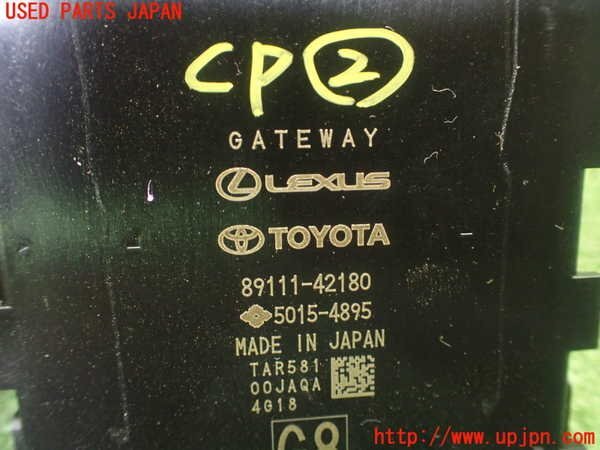 USED PARTS JAPAN
CP②
GATEWAY
LEXUS
TOYOTA
89111-42180
5015-4895
MADE IN JAPAN
TAR581
00JAQA
4G18
C8
http://www.upjpn.com/